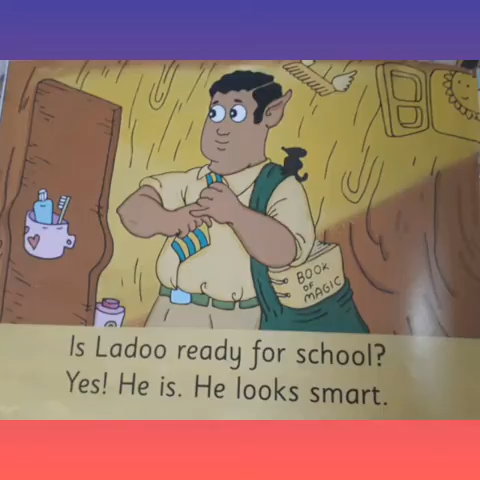 BOOK
OF
MAGIC
Is Ladoo ready for school?
Yes! He is. He looks smart.